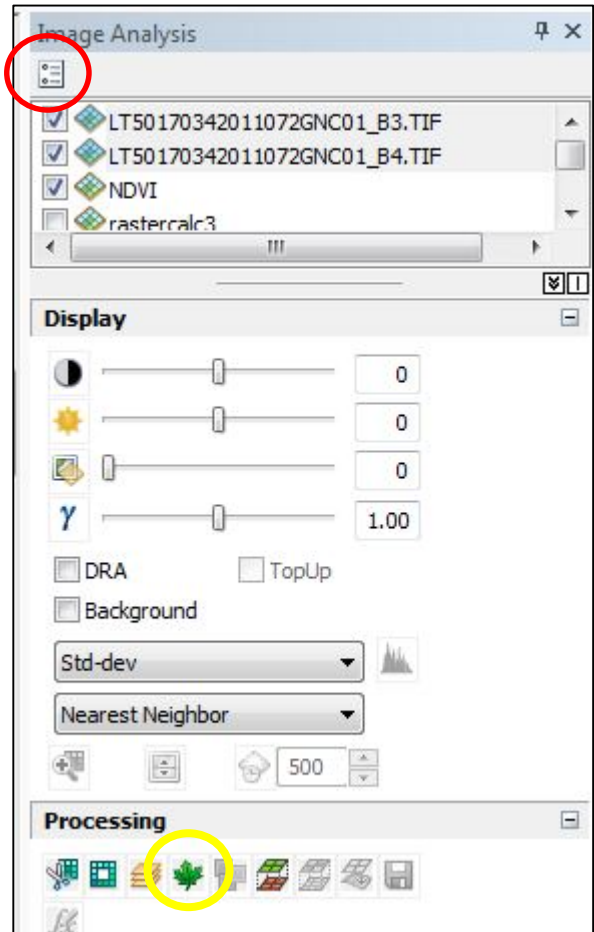 Image Analysis
LT50170342011072GNC01_B3.TIF
LT50170342011072GNC01_B4.TIF
NDVI
rastercalc3
Display
0
0
0
γ 1.00
DRA TopUp
Background
Std-dev
Nearest Neighbor
500
Processing